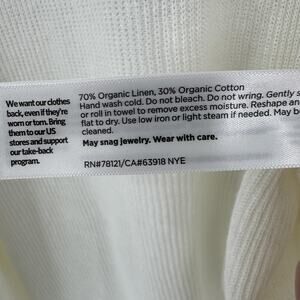 We want our clothes
back, even if they're
worn or torn. Bring
them to our US
stores and support
our take-back
program.
70% Organic Linen, 30% Organic Cotton
Hand wash cold. Do not bleach. Do not wring. Gently
or roll in towel to remove excess moisture. Reshape
flat to dry. Use low iron or light steam if needed. May
cleaned.
May snag jewelry. Wear with care.
RN#78121/CA#63918 NYE